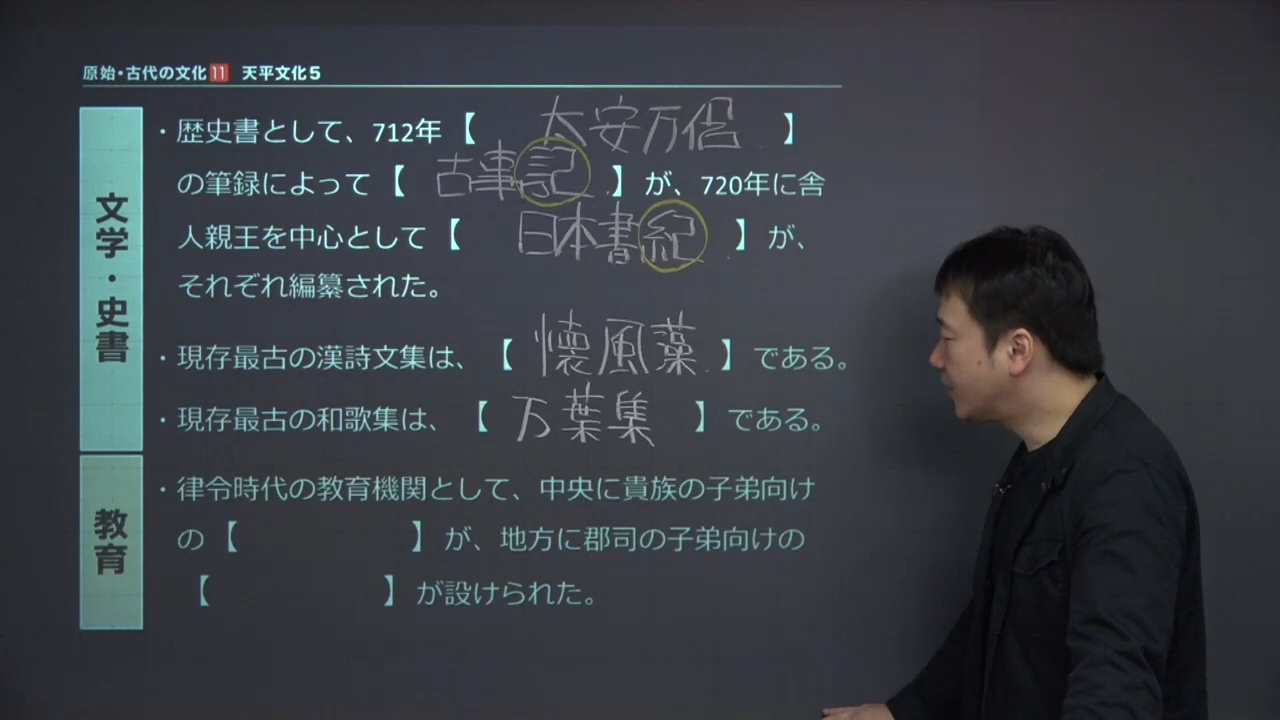 原始・古代の文化11 天平文化5
文学・史書
・歴史書として、712年【 太安万侶 】
の筆録によって【 古事記 】が、720年に舎
人親王を中心として【 日本書紀 】が、
それぞれ編纂された。
・現存最古の漢詩文集は、【 懐風藻 】である。
・現存最古の和歌集は、【 万葉集 】である。
教育
・律令時代の教育機関として、中央に貴族の子弟向け
の【 】が、地方に郡司の子弟向けの
【 】が設けられた。